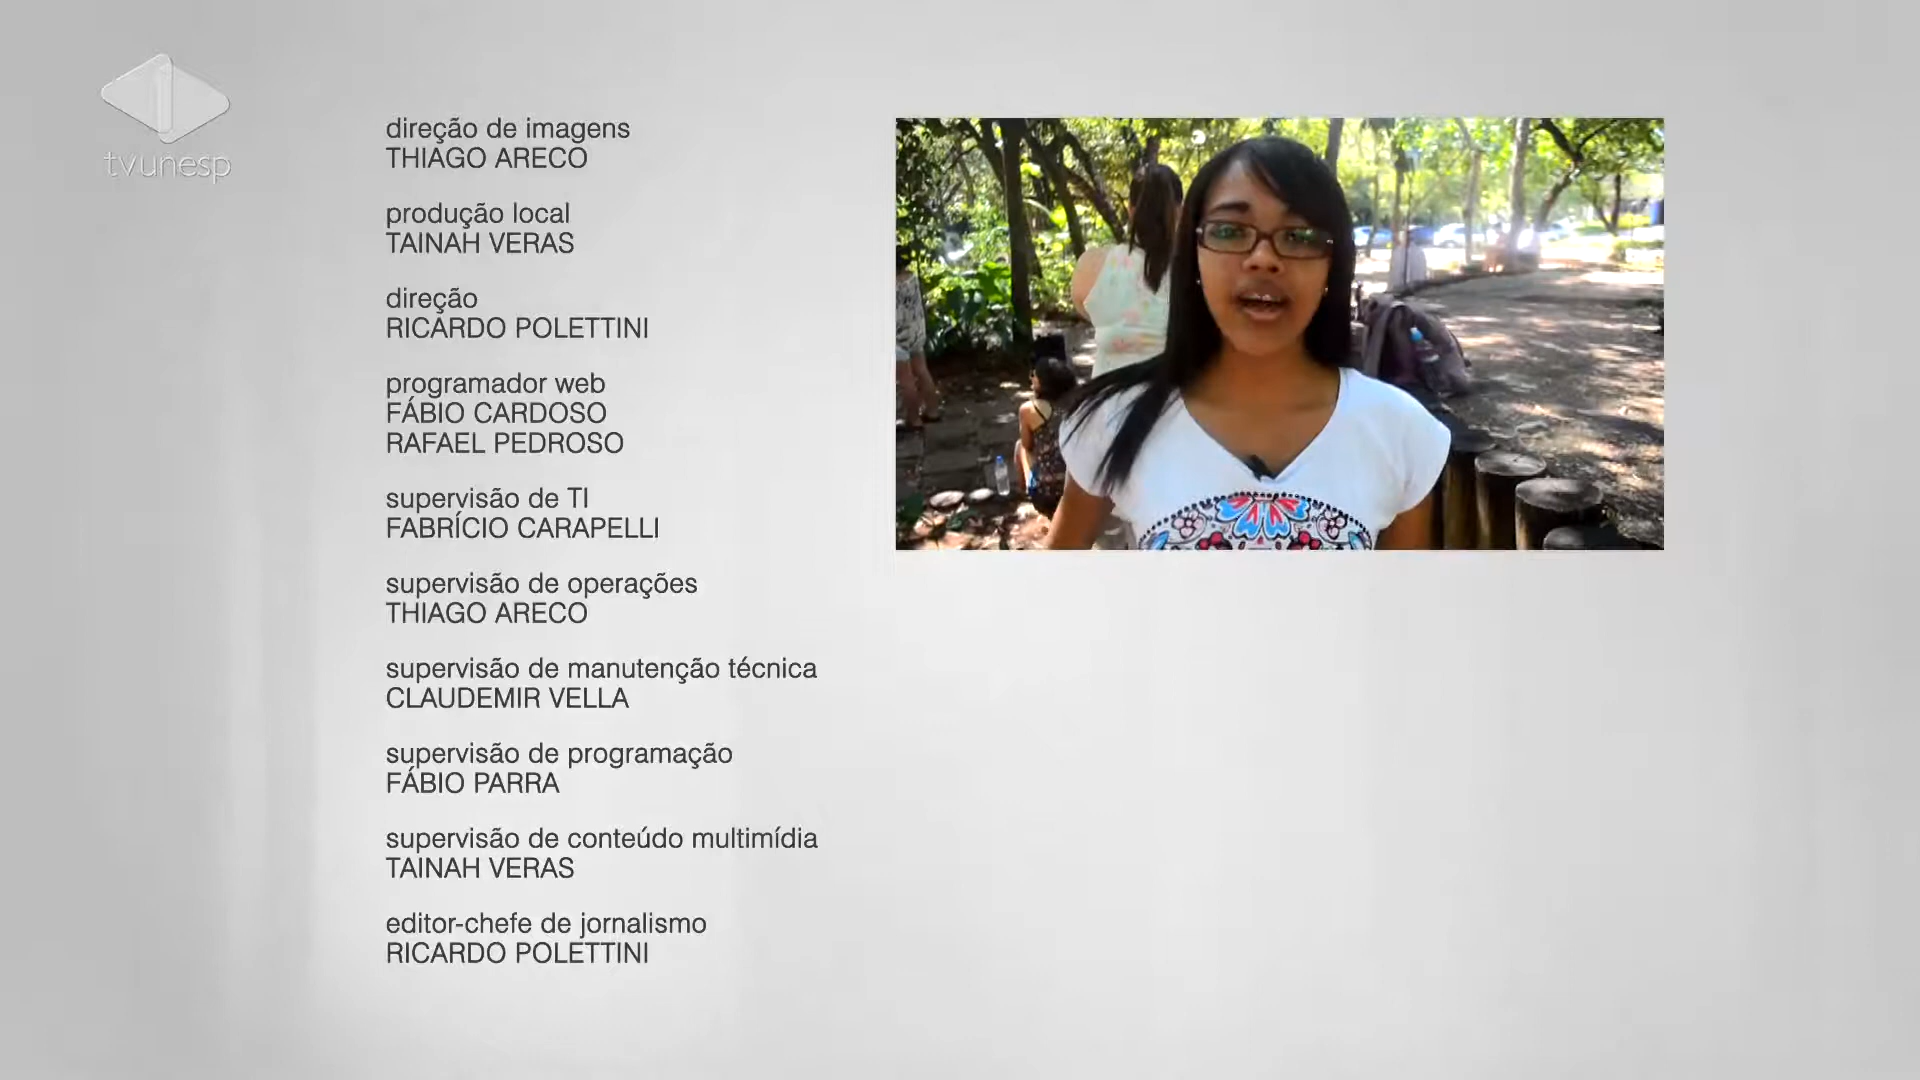 tvunesp
direção de imagens
THIAGO ARECO
produção local
TAINAH VERAS
direção
RICARDO POLETTINI
programador web
FÁBIO CARDOSO
RAFAEL PEDROSO
supervisão de TI
FABRÍCIO CARAPELLI
supervisão de operações
THIAGO ARECO
supervisão de manutenção técnica
CLAUDEMIR VELLA
supervisão de programação
FÁBIO PARRA
supervisão de conteúdo multimídia
TAINAH VERAS
editor-chefe de jornalismo
RICARDO POLETTINI